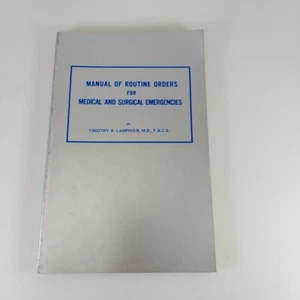 MANUAL OF ROUTINE ORDERS
FOR
MEDICAL AND SURGICAL EMERGENCIES
By
TIMOTHY A. LAMPHIER, M.D., F.A.C.S.